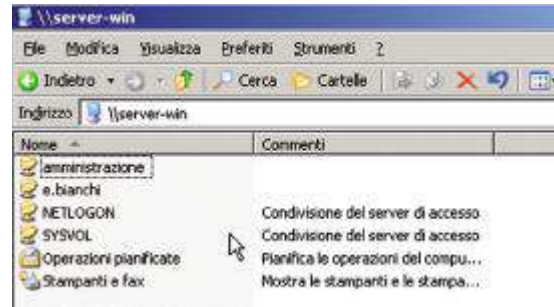 \\server-win
File Modifica Visualizza Preferiti Strumenti ?
Indietro Cerca Cartelle
Indirizzo \\server-win
Nome Commenti
amministrazione
e.bianchi
NETLOGON Condivisione del server di accesso
SYSVOL Condivisione del server di accesso
Operazioni pianificate Pianifica le operazioni del compu...
Stampanti e fax Mostra le stampanti e le stampa...